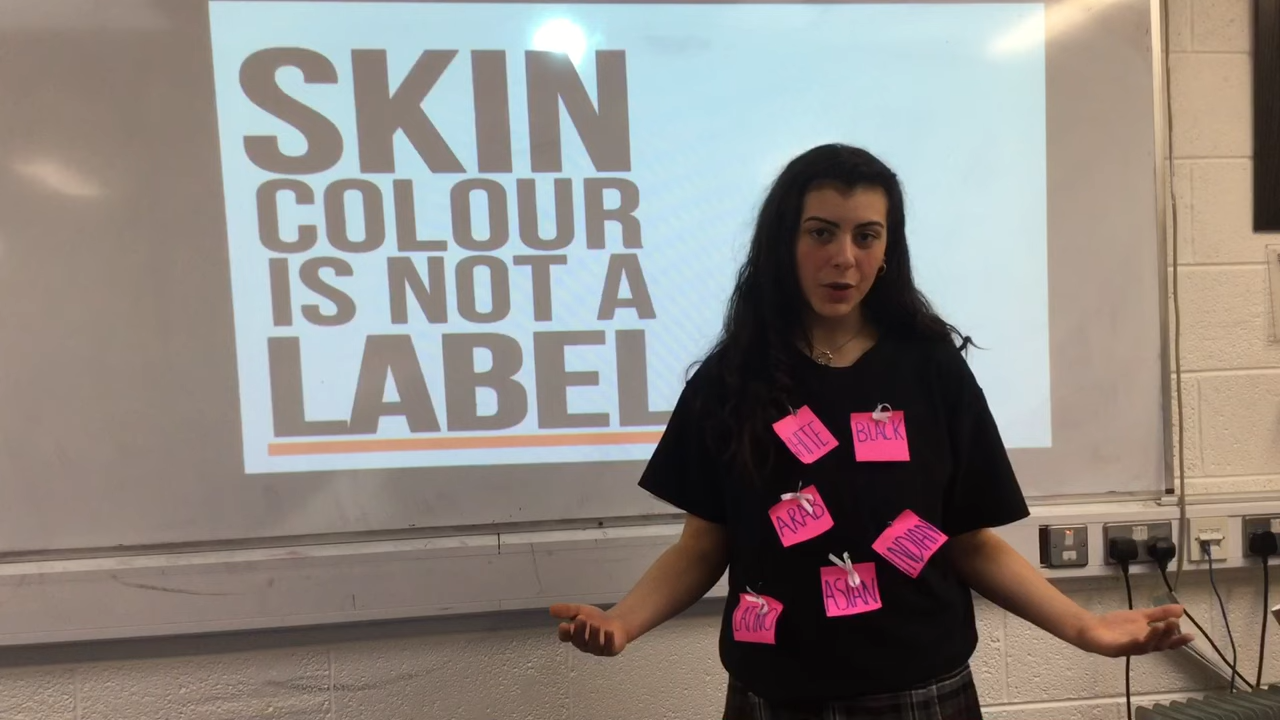 SKIN
COLOUR
IS NOT A
LABEL
WHITE
BLACK
ARAB
INDIAN
ASIAN
LATINO